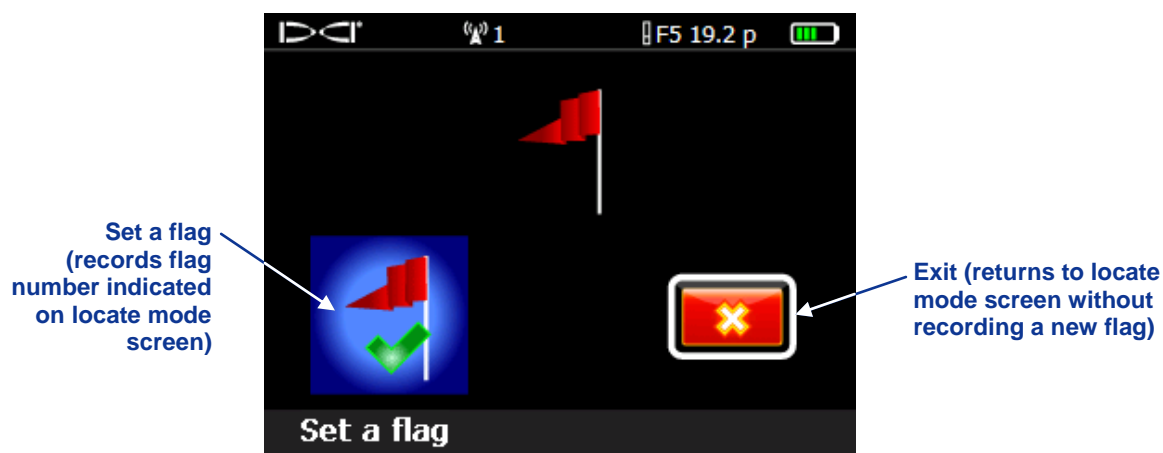 1
F5 19.2 p
Set a flag
(records flag
number indicated
on locate mode
screen)
Exit (returns to locate
mode screen without
recording a new flag)
Set a flag